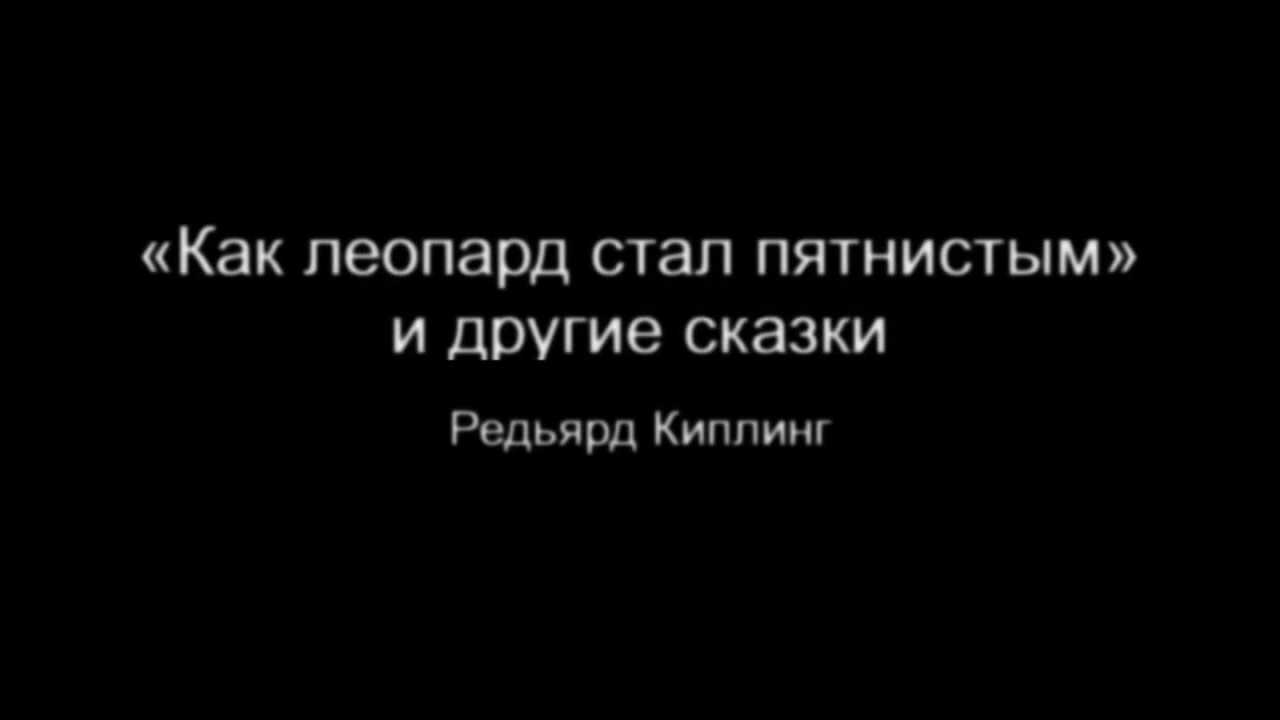 «Как леопард стал пятнистым»
и другие сказки
Редьярд Киплинг